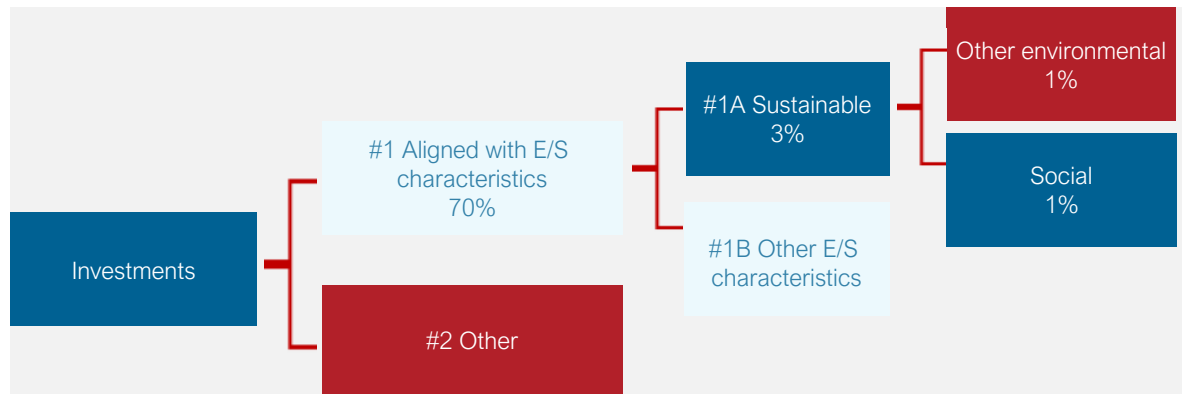 Investments
#1 Aligned with E/S
characteristics
70%
#2 Other
#1A Sustainable
3%
#1B Other E/S
characteristics
Other environmental
1%
Social
1%